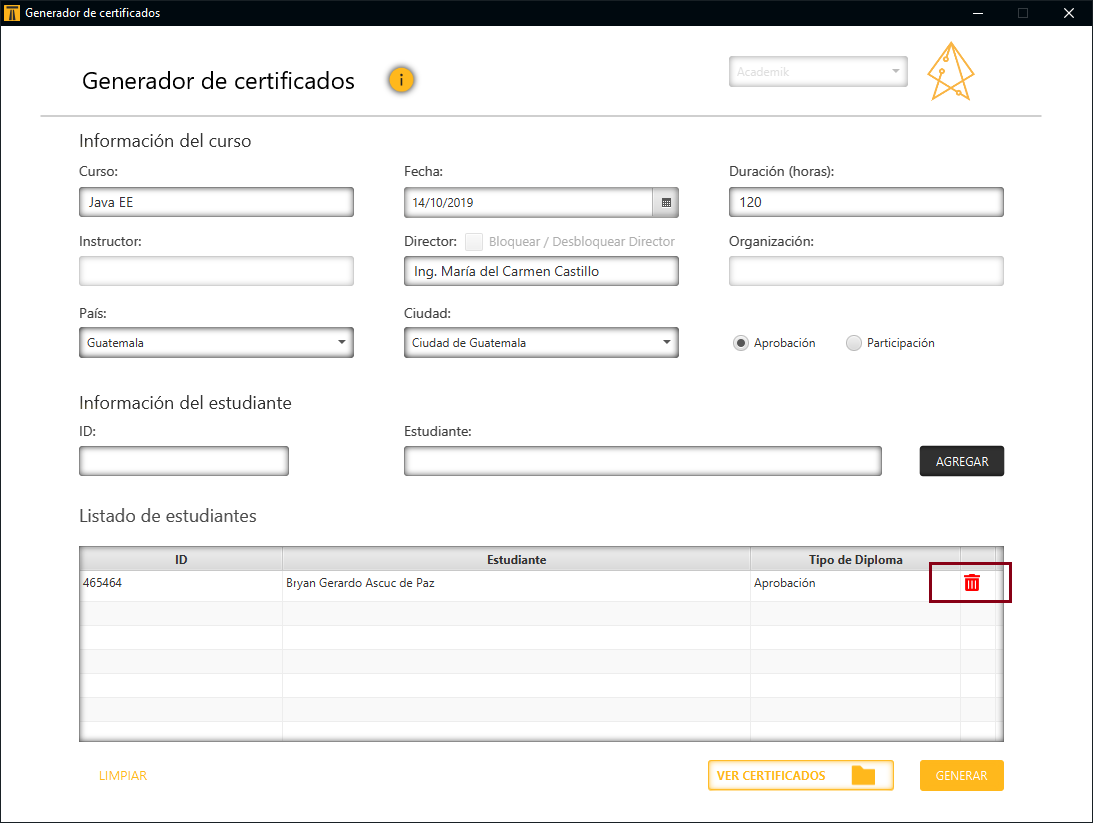 Generador de certificados
Generador de certificados
i
Academik
Información del curso
Curso:
Fecha:
Duración (horas):
Java EE
14/10/2019
120
Instructor:
Director:
Bloquear / Desbloquear Director
Organización:
Ing. María del Carmen Castillo
País:
Ciudad:
Guatemala
Ciudad de Guatemala
Aprobación
Participación
Información del estudiante
ID:
Estudiante:
AGREGAR
Listado de estudiantes
ID
Estudiante
Tipo de Diploma
465464
Bryan Gerardo Ascuc de Paz
Aprobación
LIMPIAR
VER CERTIFICADOS
GENERAR